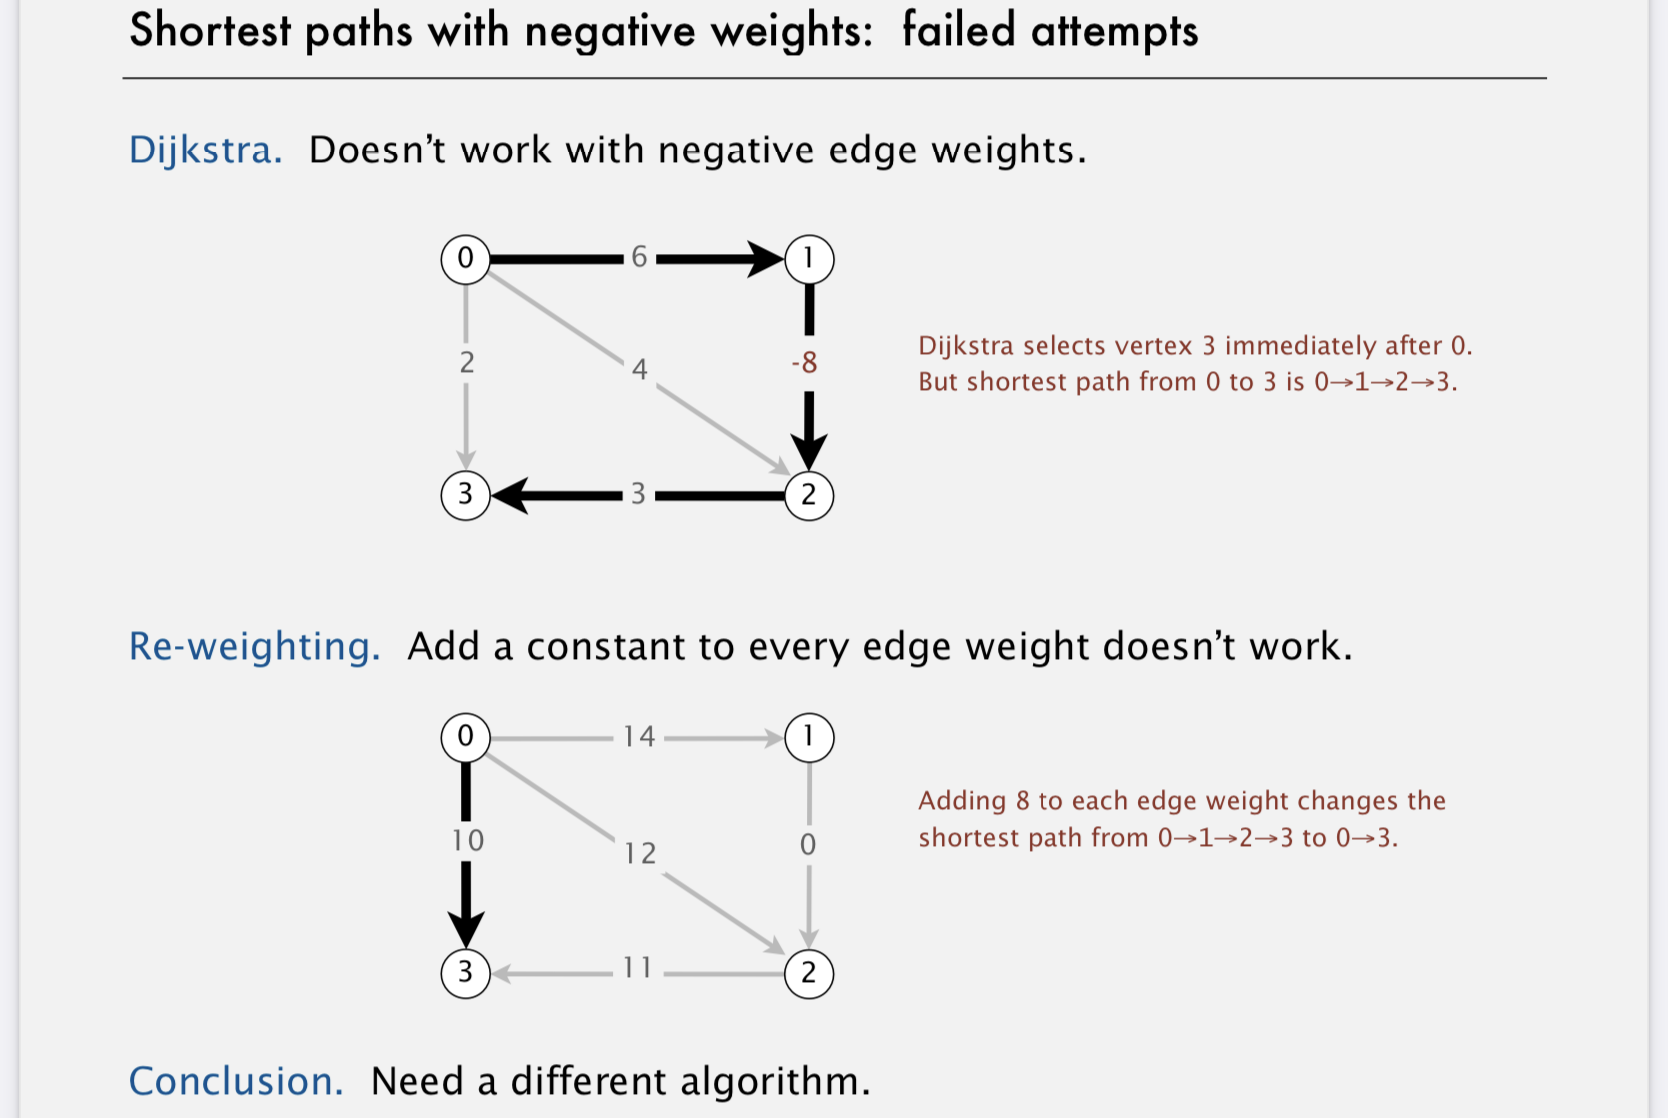 Shortest paths with negative weights: failed attempts
Dijkstra. Doesn't work with negative edge weights.
0
6
1
2
4
-8
3
3
2
Dijkstra selects vertex 3 immediately after 0.
But shortest path from 0 to 3 is 0→1→2→3.
Re-weighting. Add a constant to every edge weight doesn't work.
0
14
1
10
12
0
3
11
2
Adding 8 to each edge weight changes the
shortest path from 0→1→2→3 to 0→3.
Conclusion. Need a different algorithm.